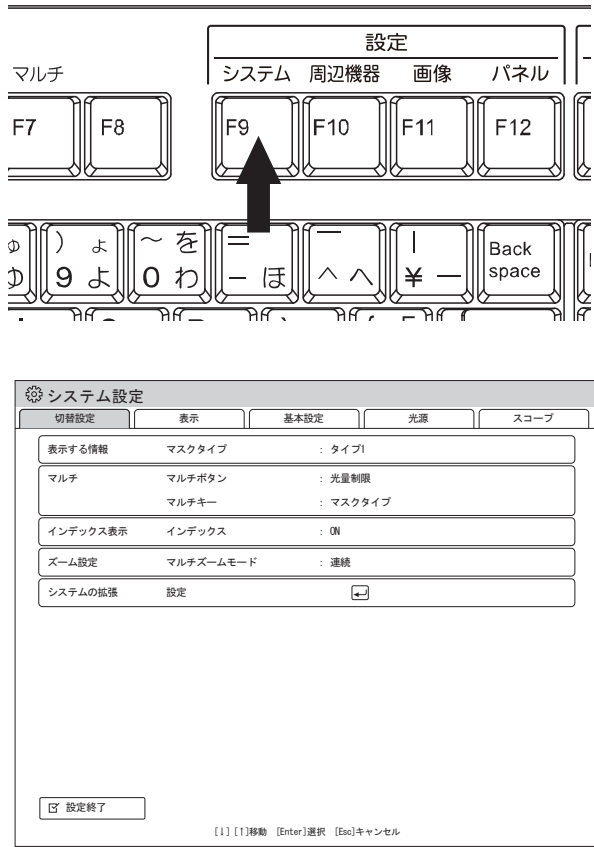 設定
マルチ システム 周辺機器 画像 パネル
F7 F8 F9 F10 F11 F12
) ょ ~ を = ￣ |
9 よ 0 わ - ほ ^ へ ¥ ー Back space
システム設定
切替設定 表示 基本設定 光源 スコープ
表示する情報 マスクタイプ : タイプI
マルチ マルチボタン : 光量制限
マルチキー : マスクタイプ
インデックス表示 インデックス : ON
ズーム設定 マルチズームモード : 連続
システムの拡張 設定
設定終了
[↓][↑]移動 [Enter]選択 [Esc]キャンセル